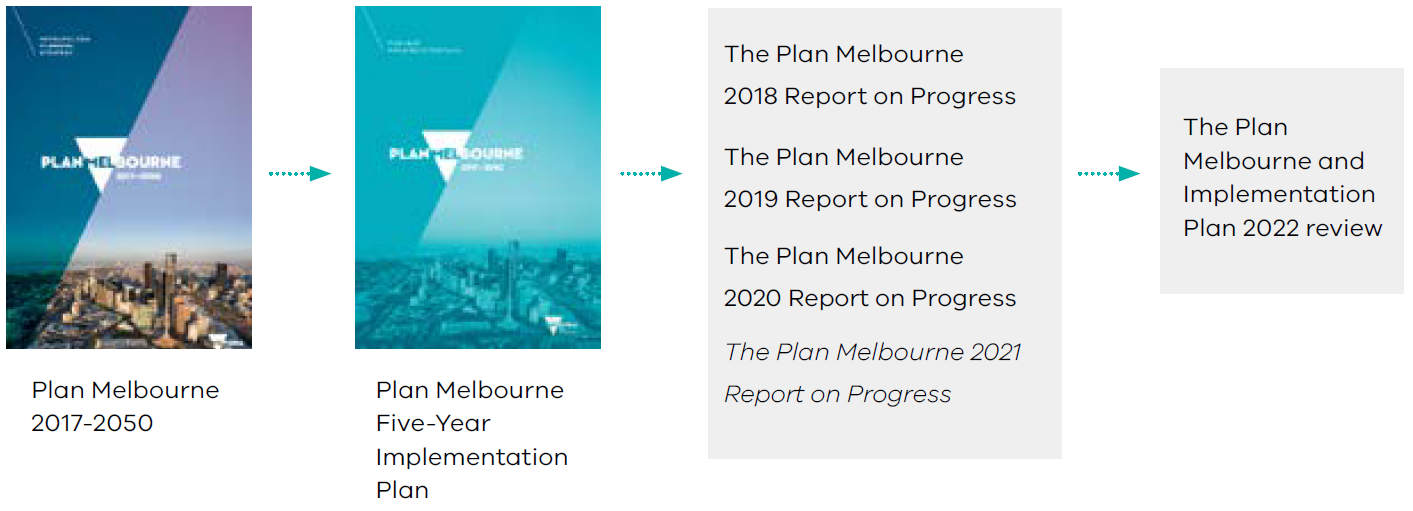 PLAN MELBOURNE
2017-2050
Plan Melbourne
2017-2050
PLAN MELBOURNE
Plan Melbourne
Five-Year
Implementation
Plan
The Plan Melbourne
2018 Report on Progress
The Plan Melbourne
2019 Report on Progress
The Plan Melbourne
2020 Report on Progress
The Plan Melbourne 2021
Report on Progress
The Plan
Melbourne and
Implementation
Plan 2022 review